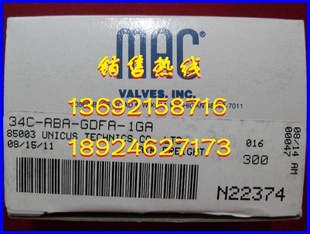 MAC
VALVES, INC.
销售热线
13692158716
34C-ABA-GDFA-1GA
85003 UNICUS TECHNICS CO
08/15/11
18924627173
016
300
08/14 AM
00047
N22374